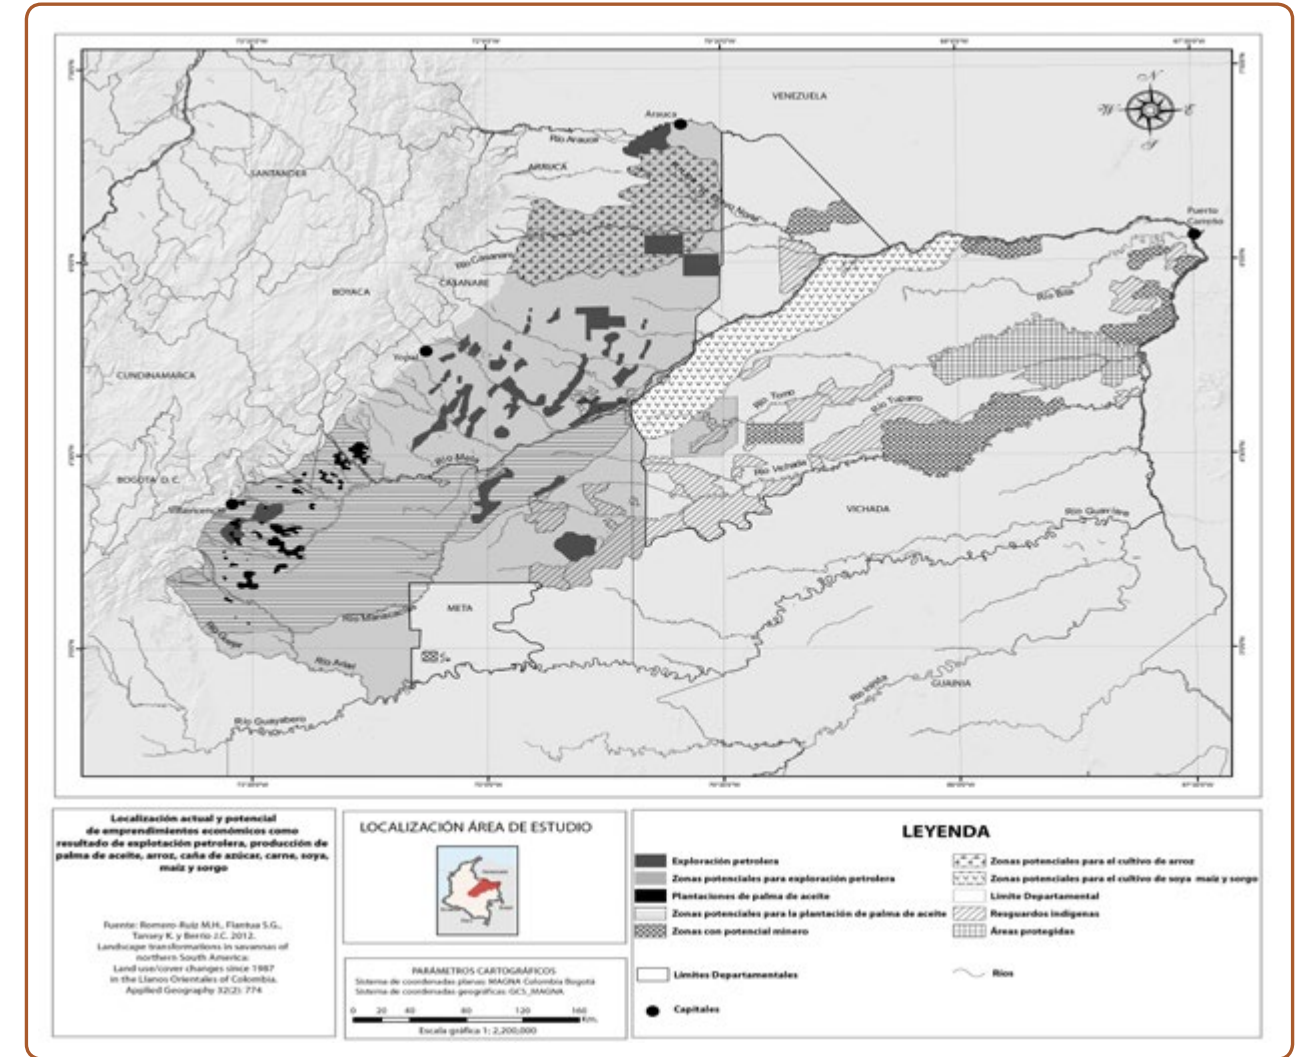 VENEZUELA
Arauca
Río Arauca
ARAUCA
SANTANDER
Puerto
Carreño
Río Casanare
CASANARE
BOYACA
Río Bita
Yopal
CUNDINAMARCA
Río Tomo
Río Tuparro
Río Meta
Río Vichada
BOGOTA D. C.
Villavicencio
VICHADA
Río Guaviare
META
Río Manacacías
Río Ariari
Río Inirida
GUAINIA
Río Guayabero
Localización actual y potencial
de emprendimientos económicos como
resultado de explotación petrolera, producción de
palma de aceite, arroz, caña de azúcar, carne, soya,
maíz y sorgo
Fuente: Romero-Ruiz M.H., Flantua S.G.,
Tansey K. y Berrio J.C. 2012.
Landscape transformations in savannas of
northern South America:
Land use/cover changes since 1987
in the Llanos Orientales of Colombia.
Applied Geography 32(2): 774
LOCALIZACIÓN ÁREA DE ESTUDIO
PARÁMETROS CARTOGRÁFICOS
Sistema de coordenadas planas: MAGNA Colombia Bogotá
Sistema de coordenadas geográficas: GCS_MAGNA
0 20 40 80 120 160
Km.
Escala gráfica 1: 2,200,000
LEYENDA
Exploración petrolera
Zonas potenciales para exploración petrolera
Plantaciones de palma de aceite
Zonas potenciales para la plantación de palma de aceite
Zonas con potencial minero
Límites Departamentales
Capitales
Zonas potenciales para el cultivo de arroz
Zonas potenciales para el cultivo de soya maíz y sorgo
Límite Departamental
Resguardos indígenas
Áreas protegidas
Ríos